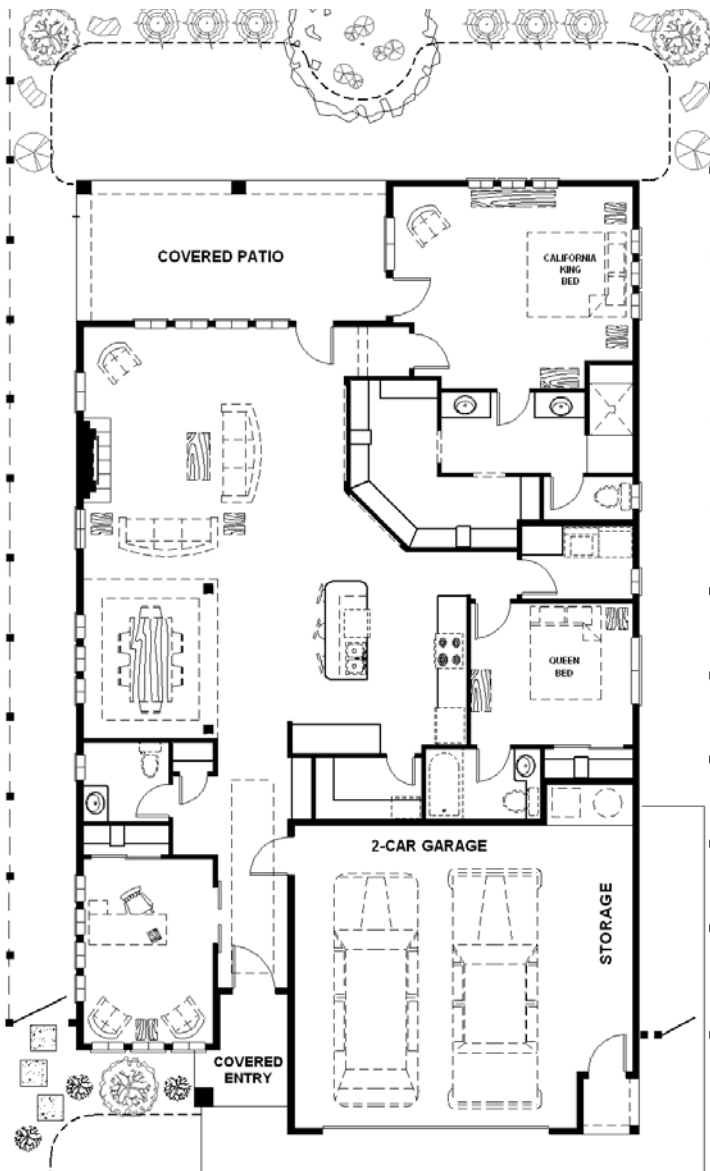 COVERED PATIO
CALIFORNIA
KING
BED
QUEEN
BED
2-CAR GARAGE
STORAGE
COVERED
ENTRY